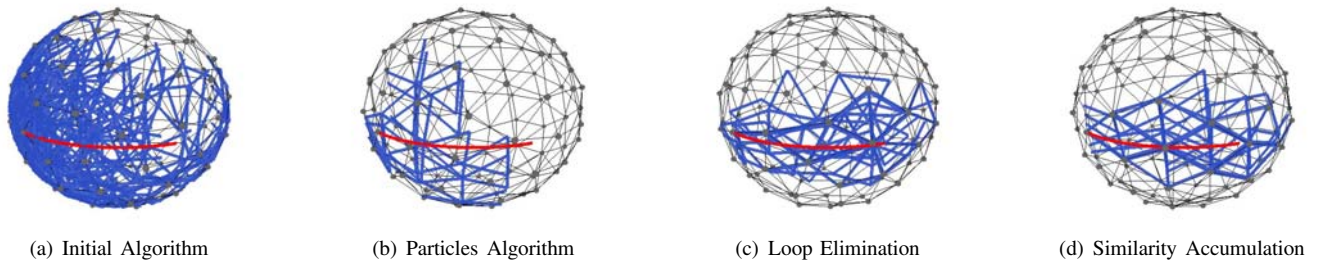 (a) Initial Algorithm
(b) Particles Algorithm
(c) Loop Elimination
(d) Similarity Accumulation